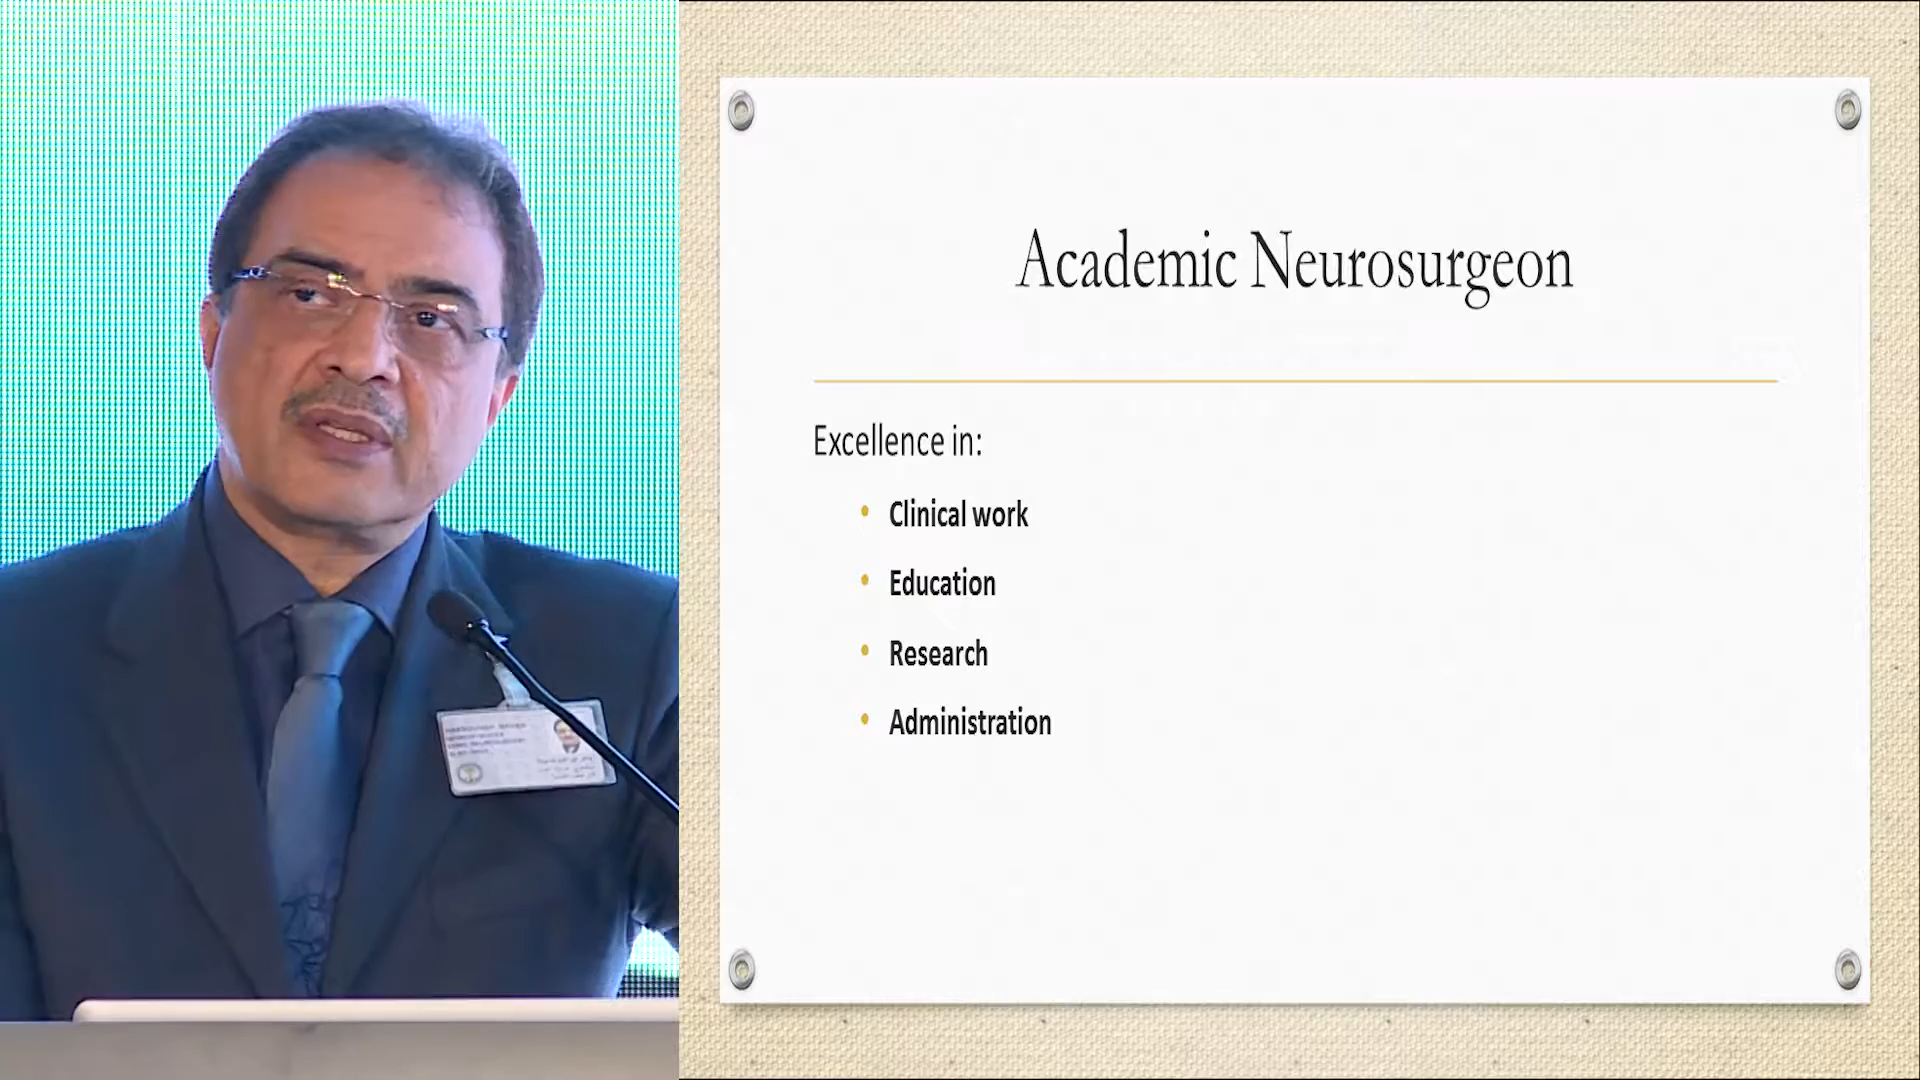 Academic Neurosurgeon
Excellence in:
• Clinical work
• Education
• Research
• Administration